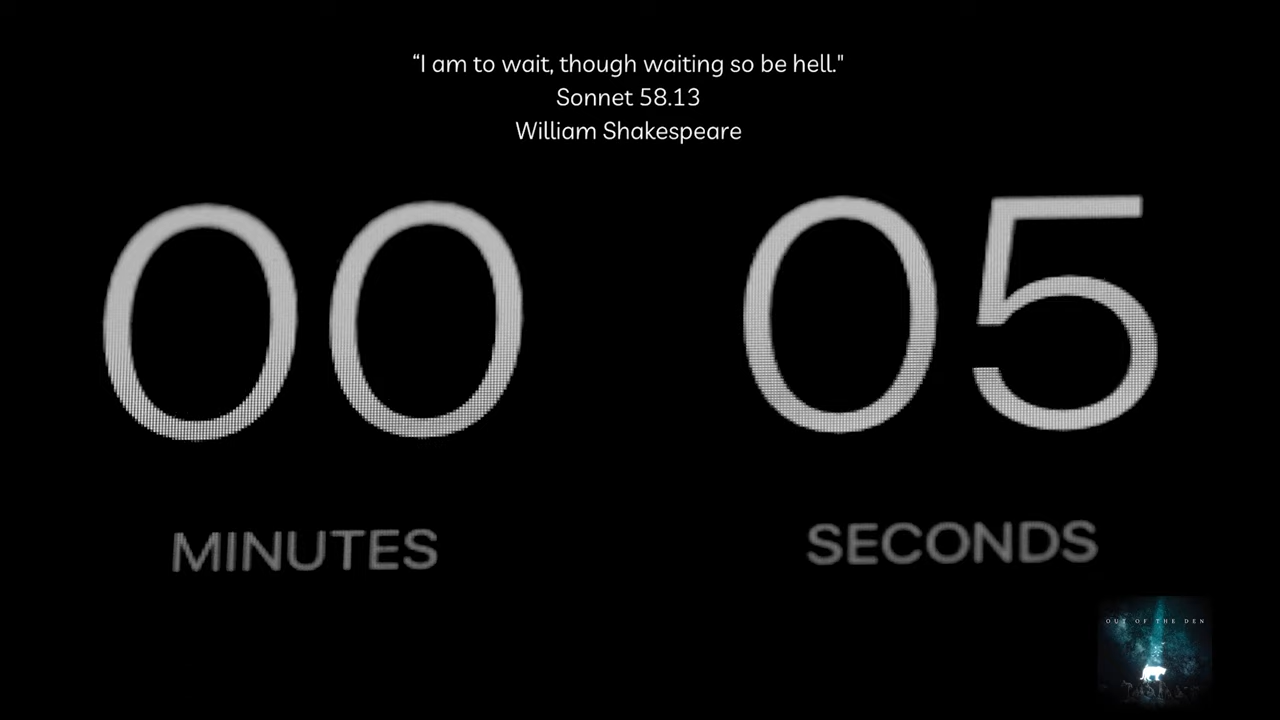 “I am to wait, though waiting so be hell."
Sonnet 58.13
William Shakespeare
00 05
MINUTES SECONDS
OUT OF THE DEN